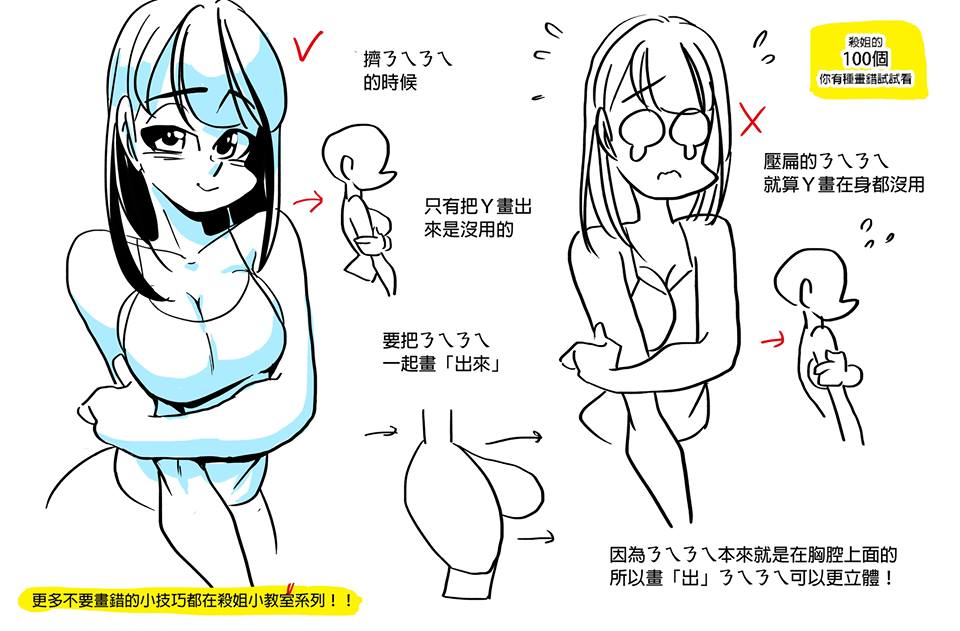 殺姐的
100個
你有種畫錯試試看
擠ㄋㄟㄋㄟ
的時候
只有把Ｙ畫出
來是沒用的
要把ㄋㄟㄋㄟ
一起畫「出來」
壓扁的ㄋㄟㄋㄟ
就算Ｙ畫在身都沒用
因為ㄋㄟㄋㄟ本來就是在胸腔上面的
所以畫「出」ㄋㄟㄋㄟ可以更立體！
更多不要畫錯的小技巧都在殺姐小教室系列！！